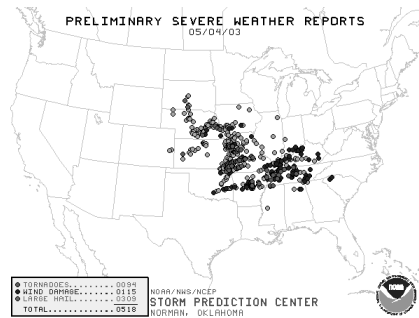 PRELIMINARY SEVERE WEATHER REPORTS
05/04/03
TORNADOES........ 0094
WIND DAMAGE....... 0115
LARGE HAIL....... 0309
TOTAL............ 0518
NOAA/NWS/NCEP
STORM PREDICTION CENTER
NORMAN, OKLAHOMA
noaa